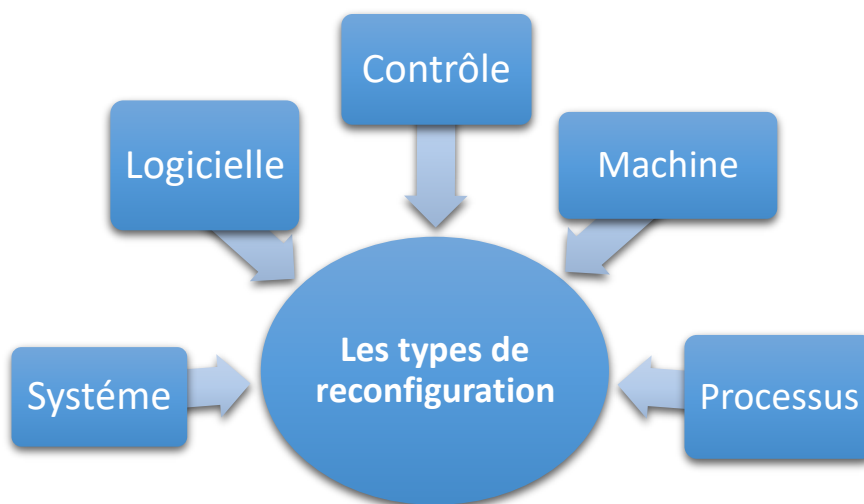 Contrôle
Logicielle
Machine
Les types de
reconfiguration
Systéme
Processus